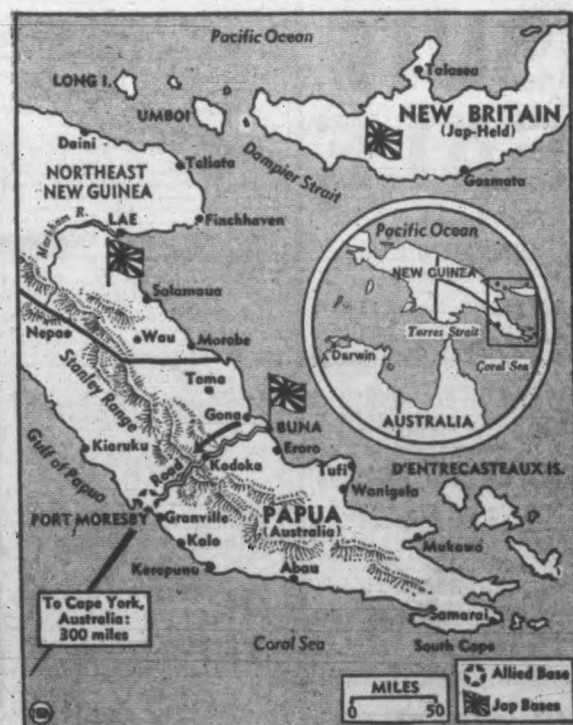 Pacific Ocean
LONG I.
UMBOI
Talasea
NEW BRITAIN
(Jap-Held)
Gasmata
Dampier Strait
Daini
Teliata
NORTHEAST
NEW GUINEA
Finchhaven
LAE
Markham R.
Salamaua
Nepae
Wau
Morobe
Stanley Range
Toma
Gona
BUNA
Eroro
Kiaruku
Gulf of Papua
Road
Kodoka
Tufi
Wanigela
D'ENTRECASTEAUX IS.
PORT MORESBY
Granville
PAPUA
(Australia)
Kalo
Kerepunu
Abau
Mukawa
Samarai
South Cape
Coral Sea
To Cape York,
Australia:
300 miles
Pacific Ocean
NEW GUINEA
Torres Strait
Darwin
Coral Sea
AUSTRALIA
MILES
0 50
Allied Base
Jap Bases